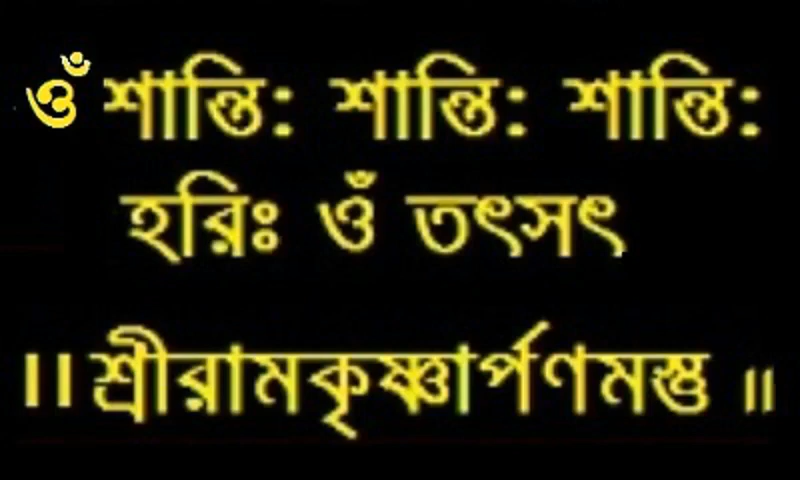 ওঁ শান্তি: শান্তি: শান্তি:
হরিঃ ওঁ তৎসৎ
।। শ্রীরামকৃষ্ণার্পণমস্তু ॥